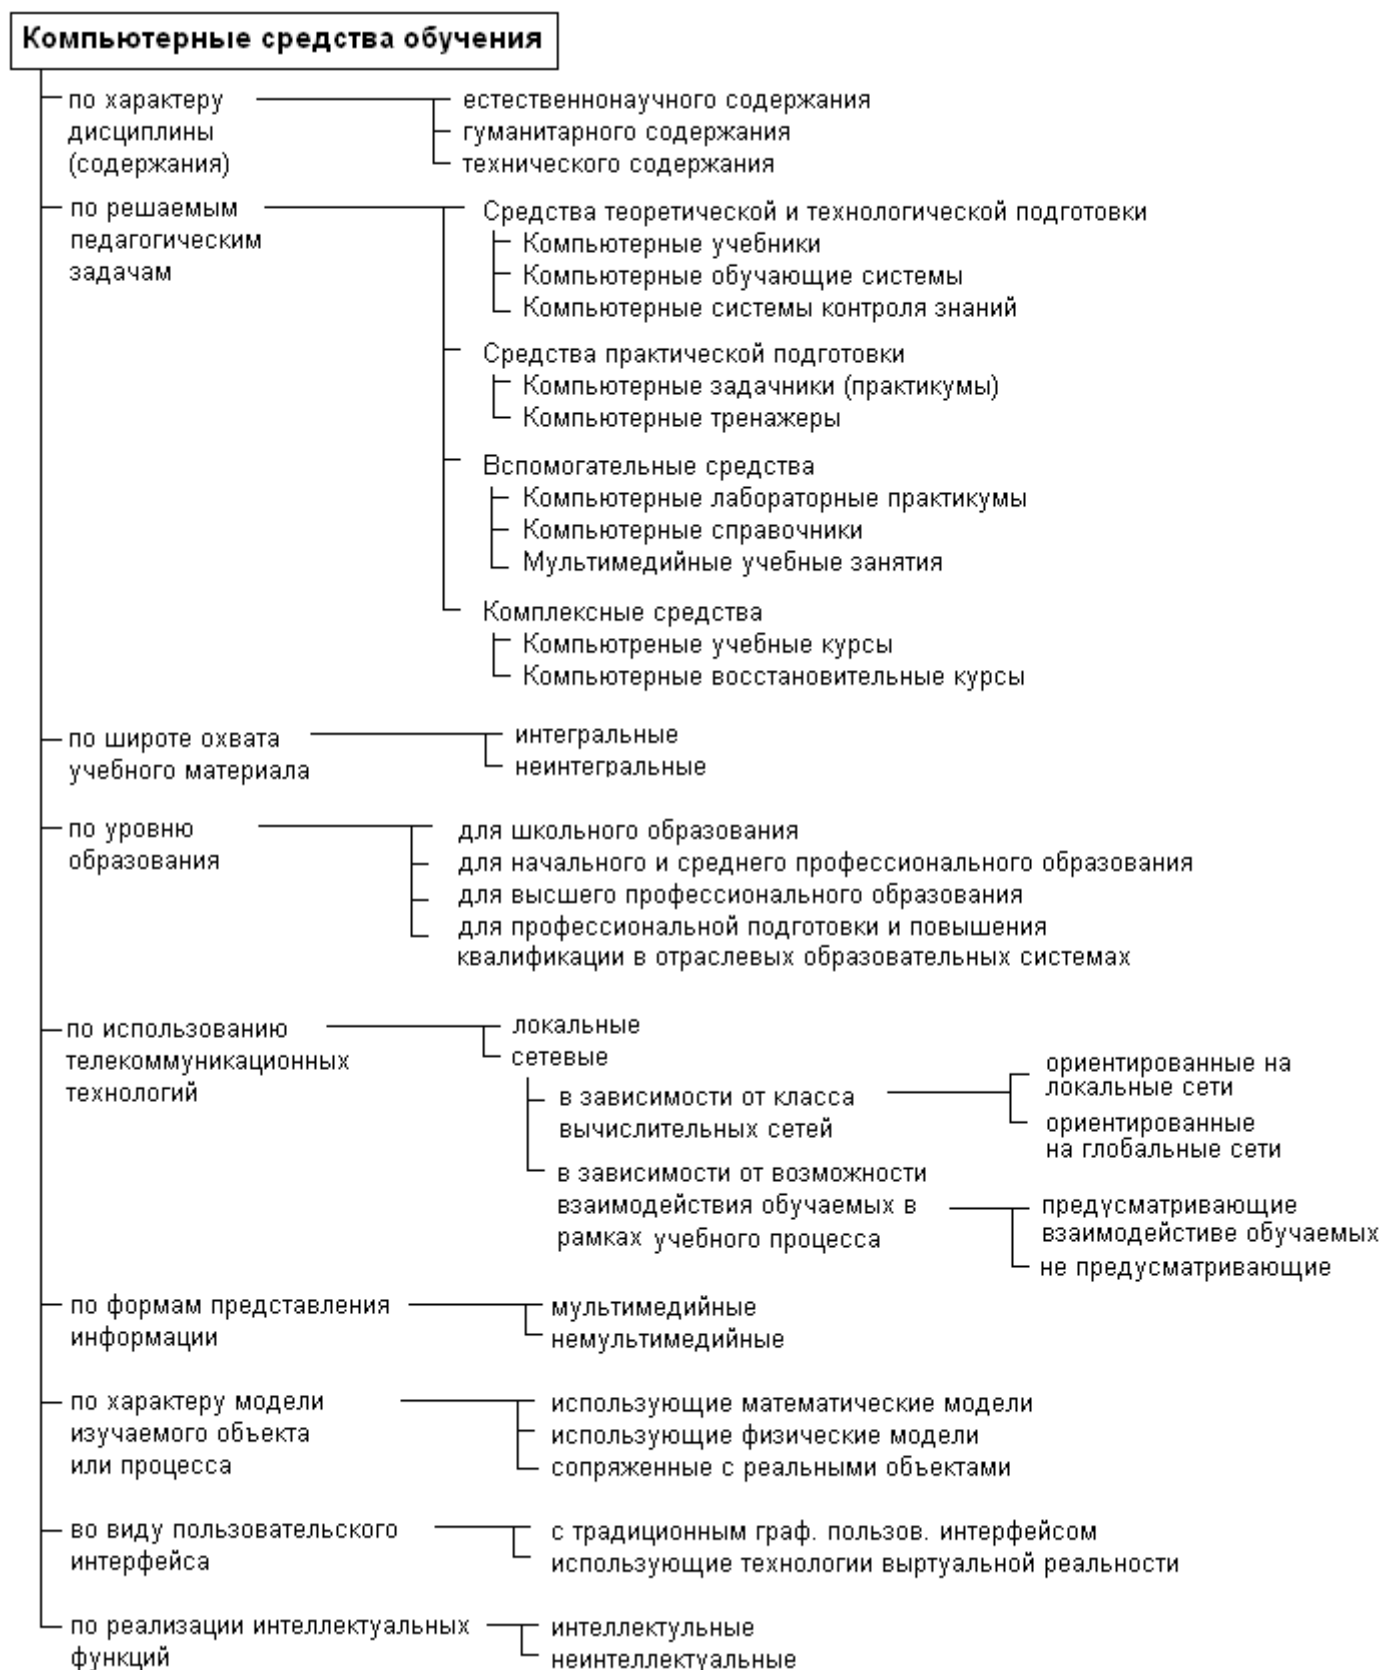 Компьютерные средства обучения
по характеру
дисциплины
(содержания)
естественнонаучного содержания
гуманитарного содержания
технического содержания
по решаемым
педагогическим
задачам
Средства теоретической и технологической подготовки
Компьютерные учебники
Компьютерные обучающие системы
Компьютерные системы контроля знаний
Средства практической подготовки
Компьютерные задачники (практикумы)
Компьютерные тренажеры
Вспомогательные средства
Компьютерные лабораторные практикумы
Компьютерные справочники
Мультимедийные учебные занятия
Комплексные средства
Компьютреные учебные курсы
Компьютерные восстановительные курсы
по широте охвата
учебного материала
интегральные
неинтегральные
по уровню
образования
для школьного образования
для начального и среднего профессионального образования
для высшего профессионального образования
для профессиональной подготовки и повышения
квалификации в отраслевых образовательных системах
по использованию
телекоммуникационных
технологий
локальные
сетевые
в зависимости от класса
вычислительных сетей
ориентированные на
локальные сети
ориентированные
на глобальные сети
в зависимости от возможности
взаимодействия обучаемых в
рамках учебного процесса
предусматривающие
взаимодейстиве обучаемых
не предусматривающие
по формам представления
информации
мультимедийные
немультимедийные
по характеру модели
изучаемого объекта
или процесса
использующие математические модели
использующие физические модели
сопряженные с реальными объектами
во виду пользовательского
интерфейса
с традиционным граф. пользов. интерфейсом
использующие технологии выртуальной реальности
по реализации интеллектуальных
функций
интеллектульные
неинтеллектуальные